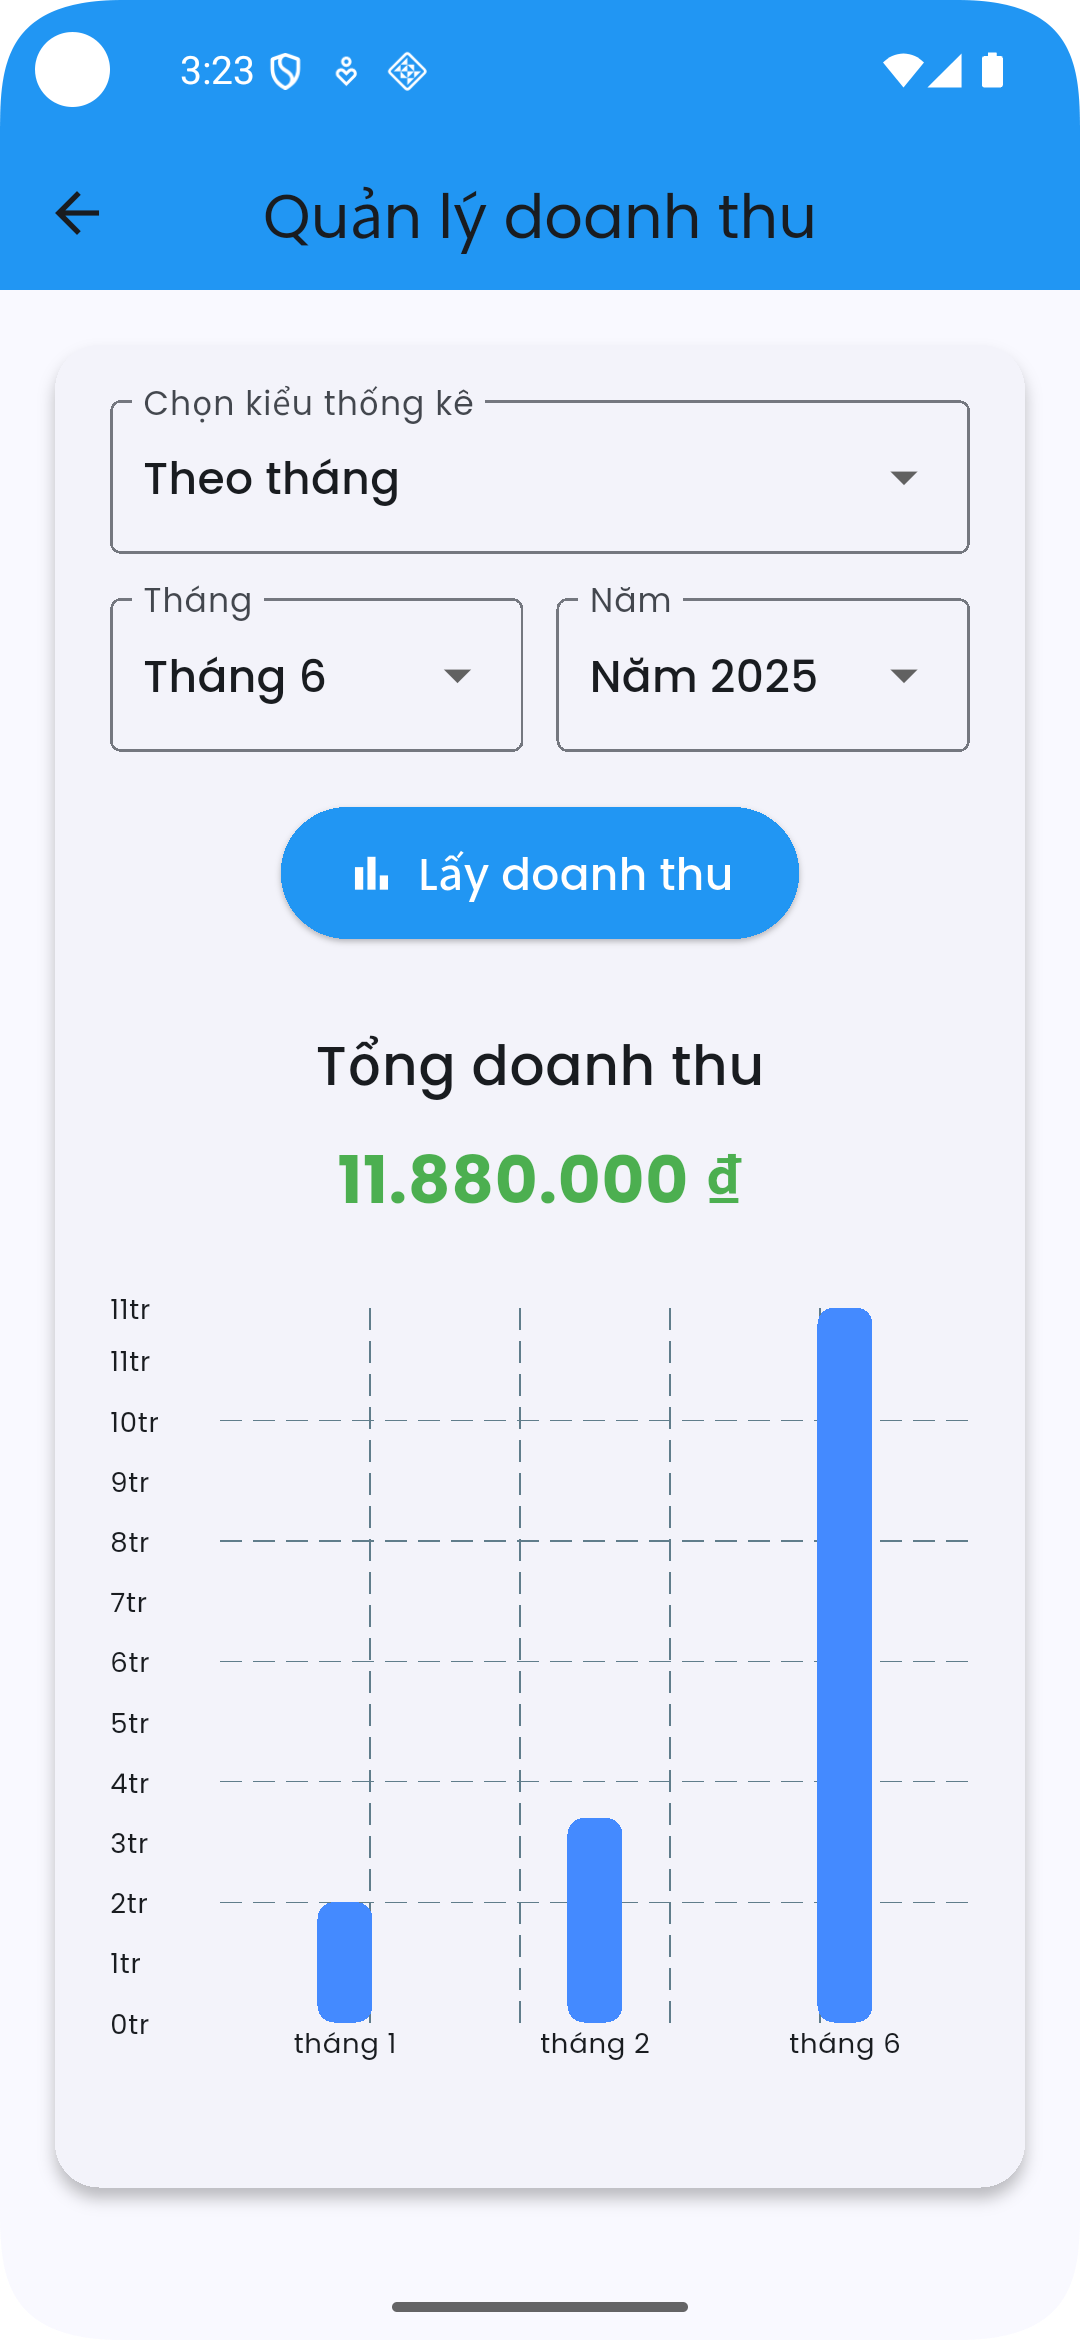 3:23
Quản lý doanh thu
Chọn kiểu thống kê
Theo tháng
Tháng
Năm
Tháng 6
Năm 2025
Lấy doanh thu
Tổng doanh thu
11.880.000 ₫
11tr
11tr
10tr
9tr
8tr
7tr
6tr
5tr
4tr
3tr
2tr
1tr
0tr
tháng 1
tháng 2
tháng 6